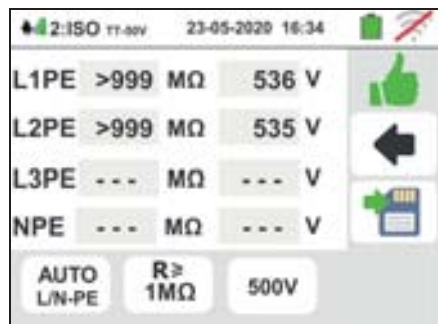 2:ISO TT-50V 23-05-2020 16:34
L1PE >999 MΩ 536 V
L2PE >999 MΩ 535 V
L3PE - - - MΩ - - - V
NPE - - - MΩ - - - V
AUTO R≥ 500V
L/N-PE 1MΩ